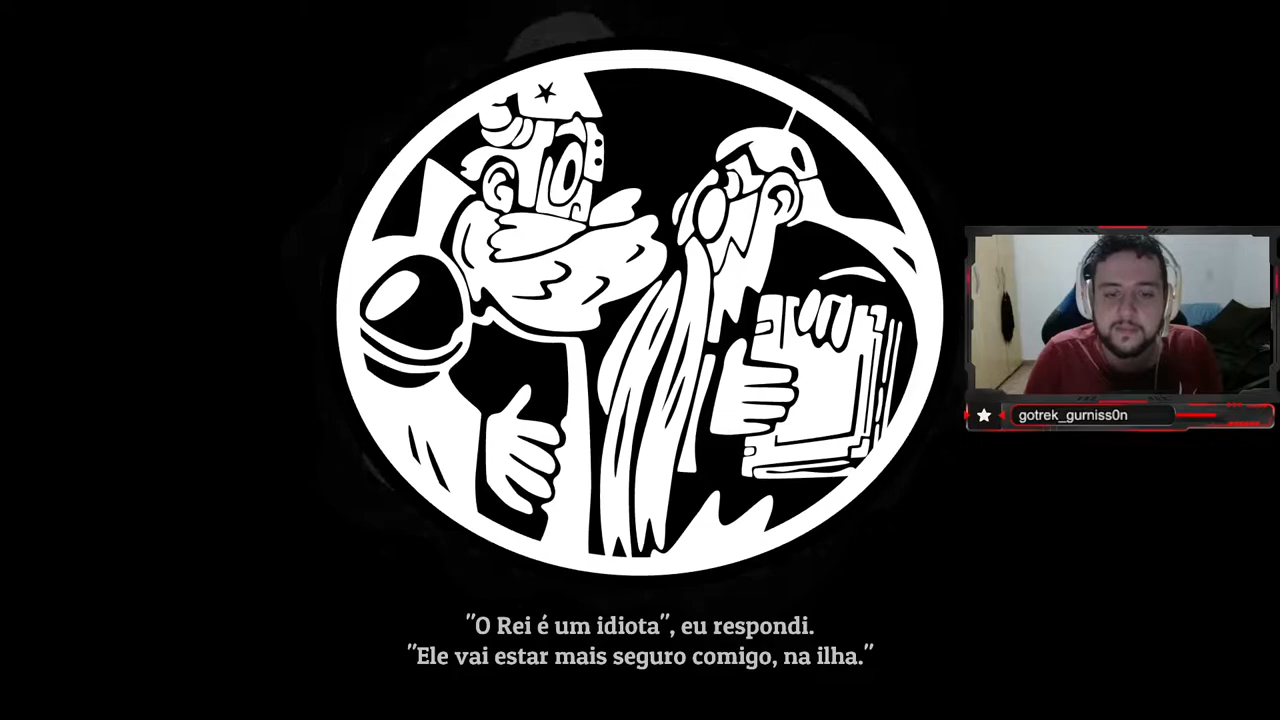 gotrek_gurniss0n
"O Rei é um idiota", eu respondi.
"Ele vai estar mais seguro comigo, na ilha."